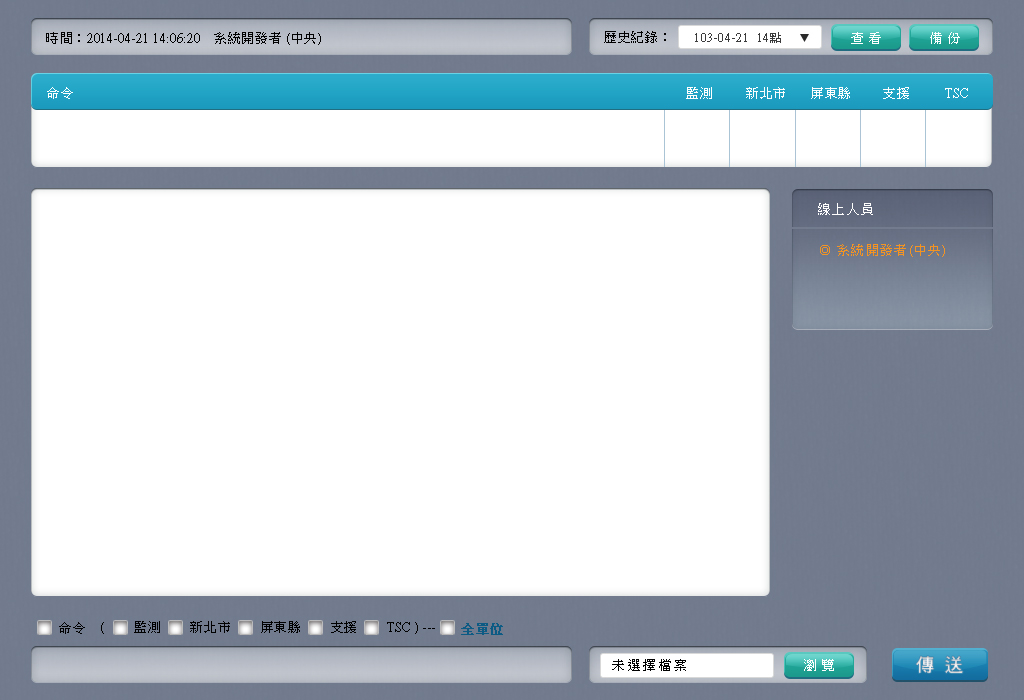 時間：2014-04-21 14:06:20 系統開發者 (中央)
歷史紀錄： 103-04-21 14點 ▼ 查看 備份
命令 監測 新北市 屏東縣 支援 TSC
線上人員
◎ 系統開發者(中央)
命令 ( 監測 新北市 屏東縣 支援 TSC ) --- 全單位
未選擇檔案 瀏覽 傳送